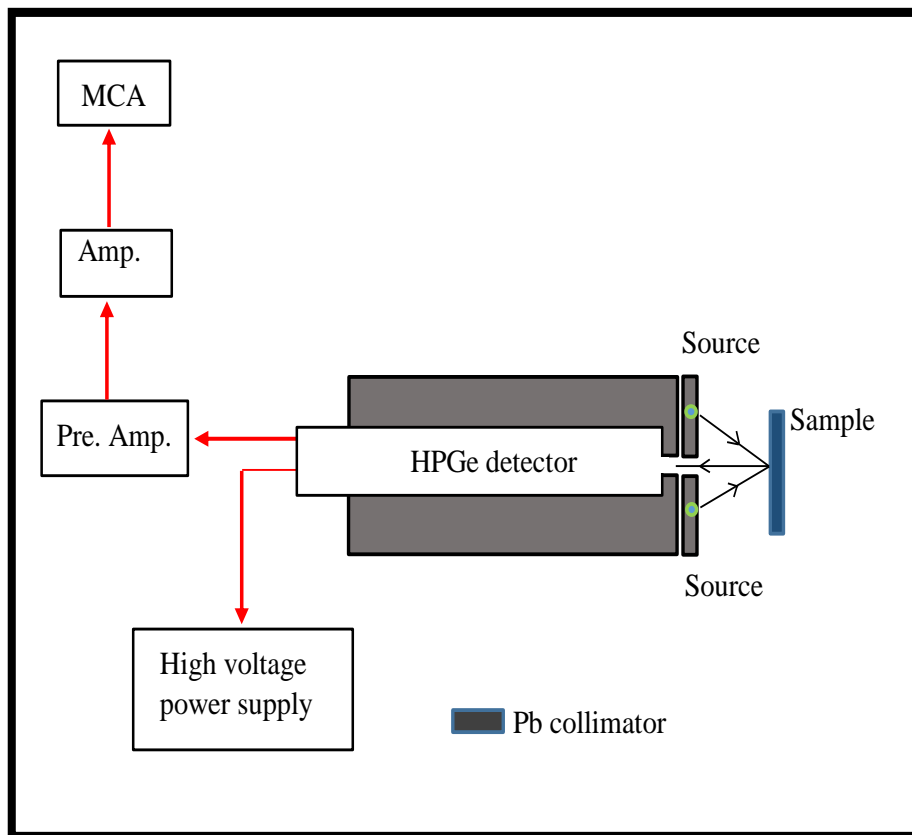 MCA
Amp.
Source
Pre. Amp.
HPGe detector
Sample
Source
High voltage
power supply
Pb collimator